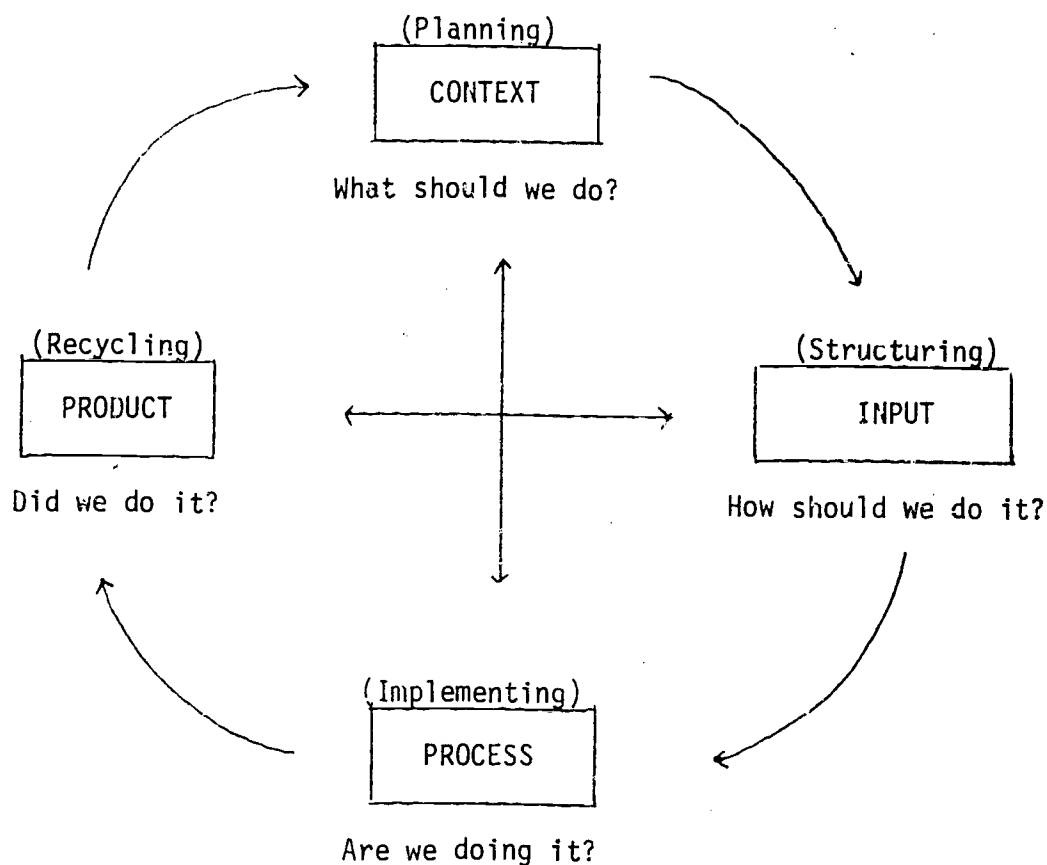 (Planning)
CONTEXT
What should we do?
(Structuring)
INPUT
How should we do it?
(Implementing)
PROCESS
Are we doing it?
(Recycling)
PRODUCT
Did we do it?